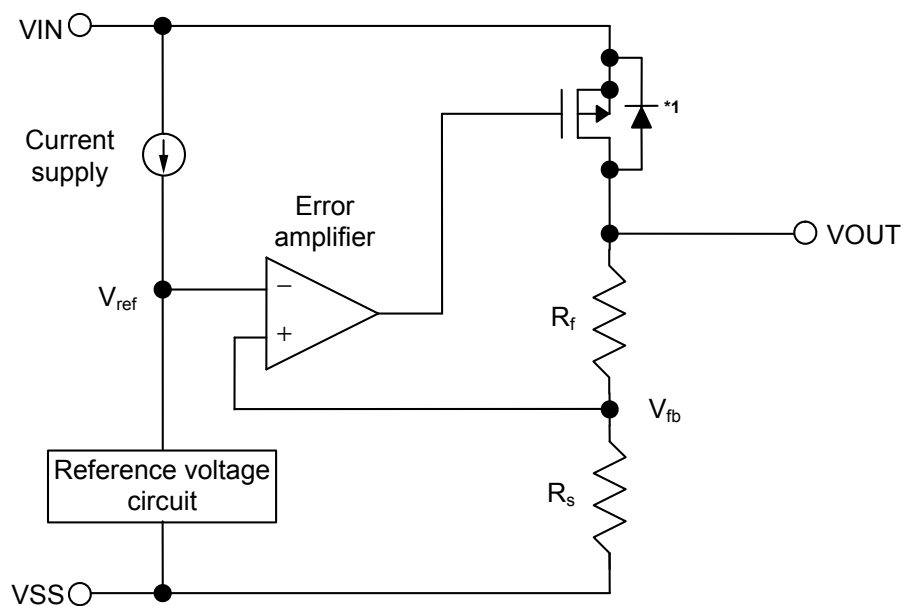 VIN
*1
Current
supply
Error
amplifier
VOUT
Vref
−
+
Rf
Vfb
Reference voltage
circuit
Rs
VSS